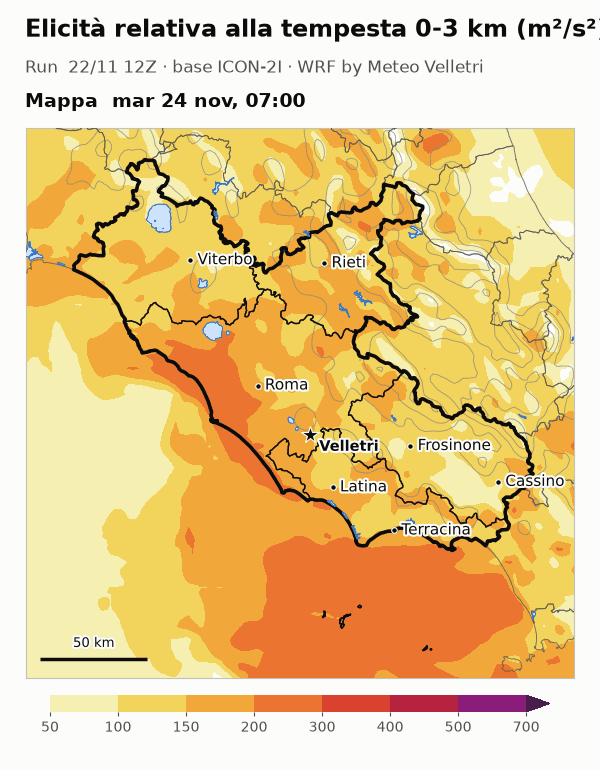 Elicità relativa alla tempesta 0-3 km (m²/s²)
Run  22/11 12Z · base ICON-2I · WRF by Meteo Velletri
Mappa  mar 24 nov, 07:00
Viterbo
Rieti
Roma
Velletri
Frosinone
Latina
Cassino
Terracina
50 km
50 100 150 200 300 400 500 700